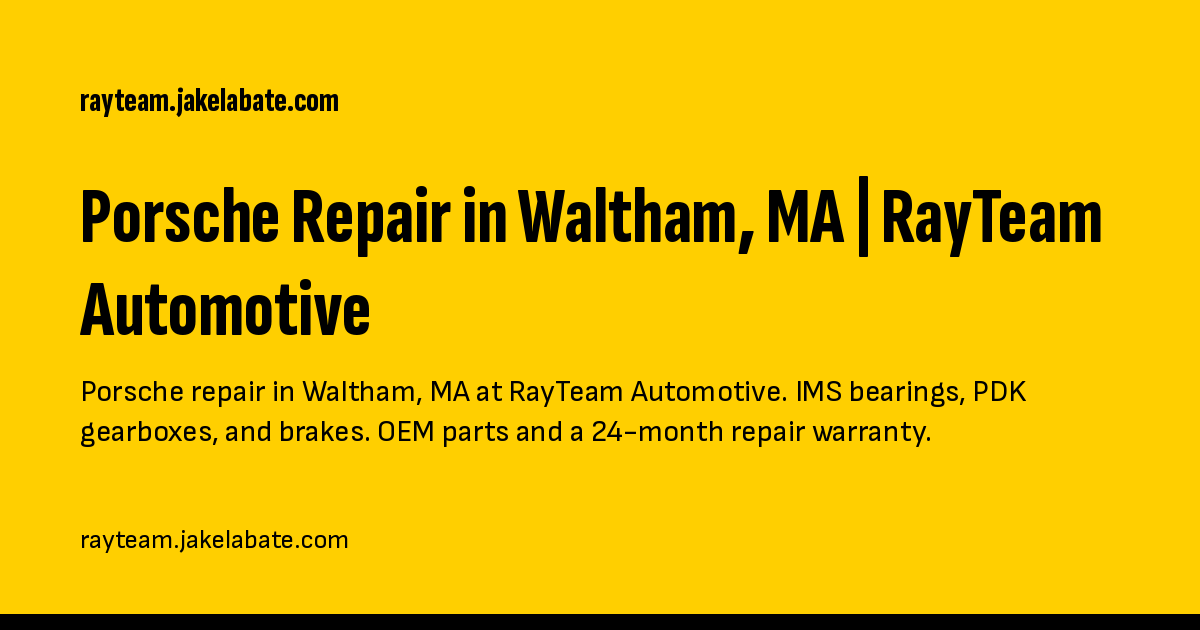 rayteam.jakelabate.com
Porsche Repair in Waltham, MA | RayTeam
Automotive
Porsche repair in Waltham, MA at RayTeam Automotive. IMS bearings, PDK
gearboxes, and brakes. OEM parts and a 24-month repair warranty.
rayteam.jakelabate.com